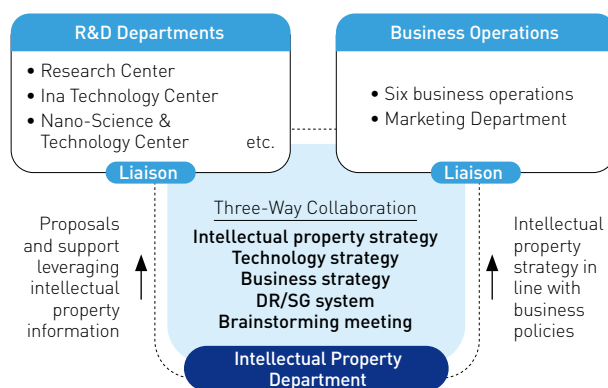 R&D Departments
• Research Center
• Ina Technology Center
• Nano-Science &
Technology Center etc.
Liaison
Business Operations
• Six business operations
• Marketing Department
Liaison
Proposals
and support
leveraging
intellectual
property
information
Three-Way Collaboration
Intellectual property strategy
Technology strategy
Business strategy
DR/SG system
Brainstorming meeting
Intellectual
property
strategy in
line with
business
policies
Intellectual Property
Department